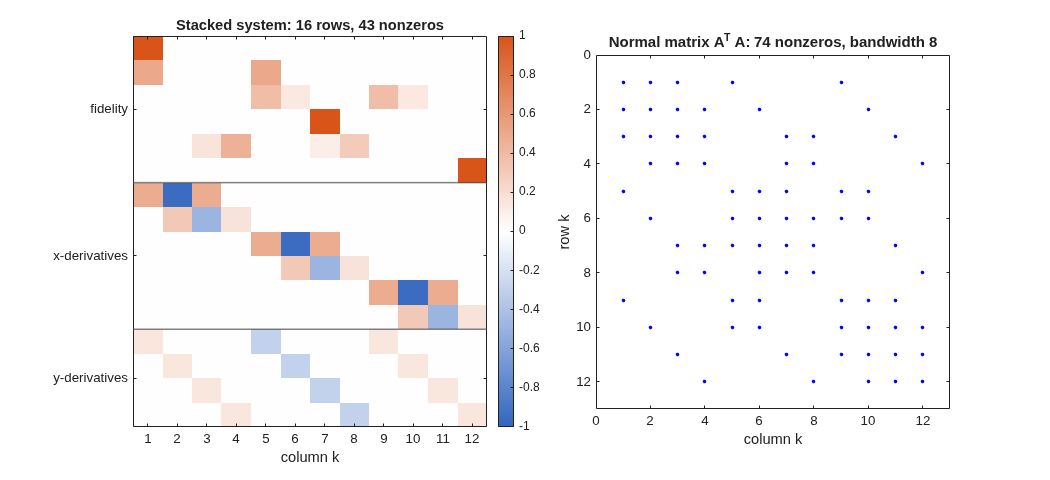 Stacked system: 16 rows, 43 nonzeros
fidelity
x-derivatives
y-derivatives
1 2 3 4 5 6 7 8 9 10 11 12
column k
1
0.8
0.6
0.4
0.2
0
-0.2
-0.4
-0.6
-0.8
-1
Normal matrix A^T A: 74 nonzeros, bandwidth 8
0
2
4
6
8
10
12
row k
0 2 4 6 8 10 12
column k